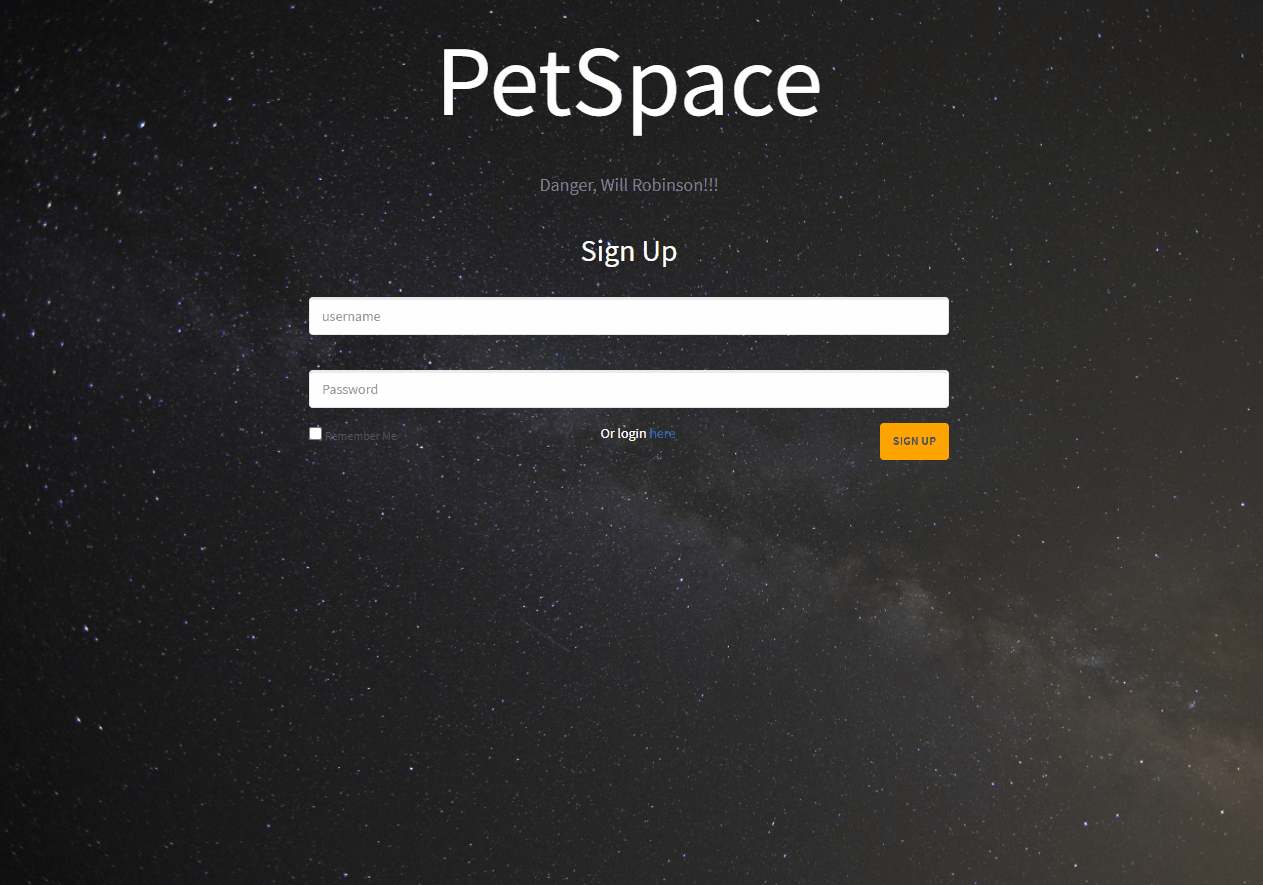 PetSpace
Danger, Will Robinson!!!
Sign Up
username
Password
Remember Me
Or login here
SIGN UP